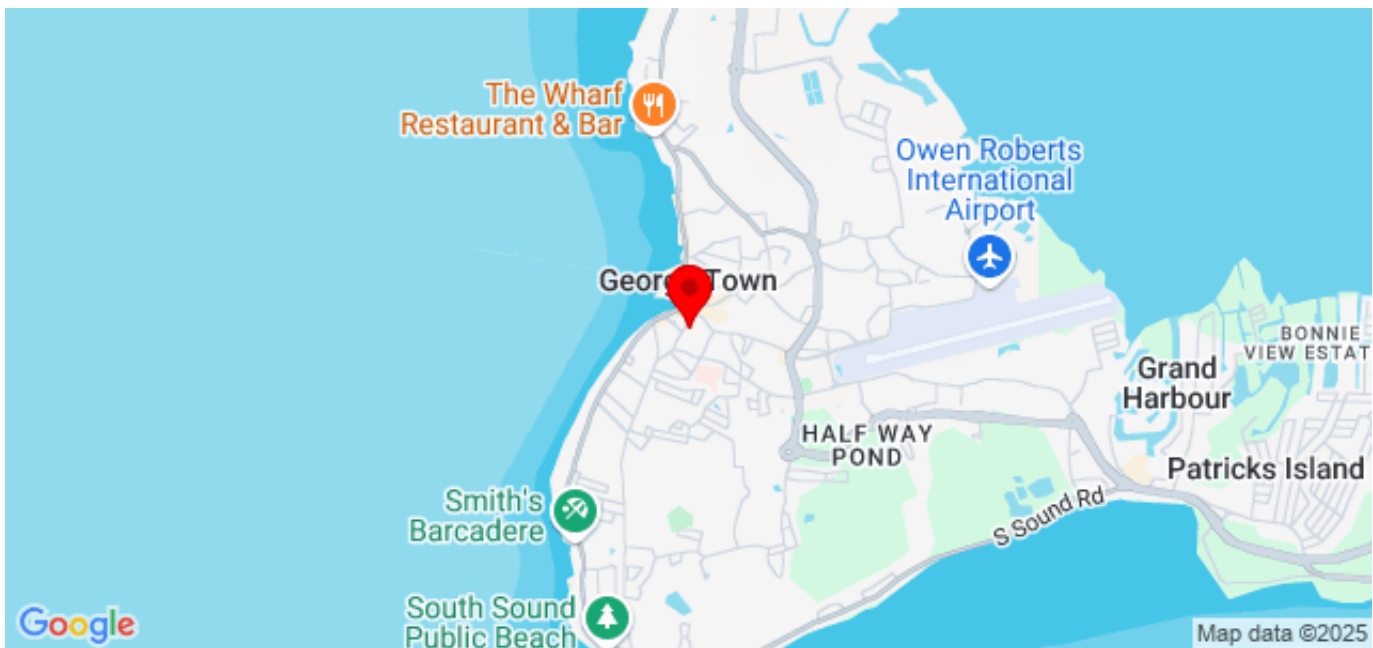 The Wharf
Restaurant & Bar
Owen Roberts
International
Airport
George Town
BONNIE
VIEW ESTAT
Grand
Harbour
HALF WAY
POND
Patricks Island
Smith's
Barcadere
S Sound Rd
South Sound
Public Beach
Google
Map data ©2025